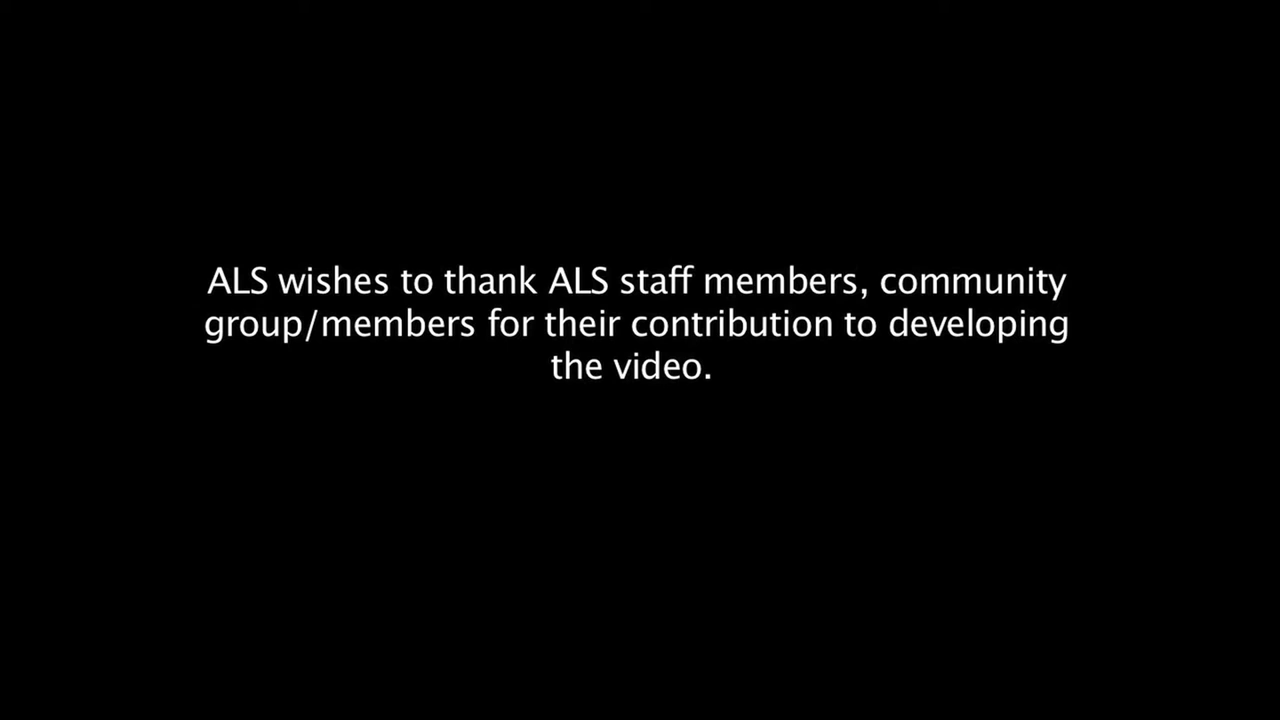 ALS wishes to thank ALS staff members, community
group/members for their contribution to developing
the video.